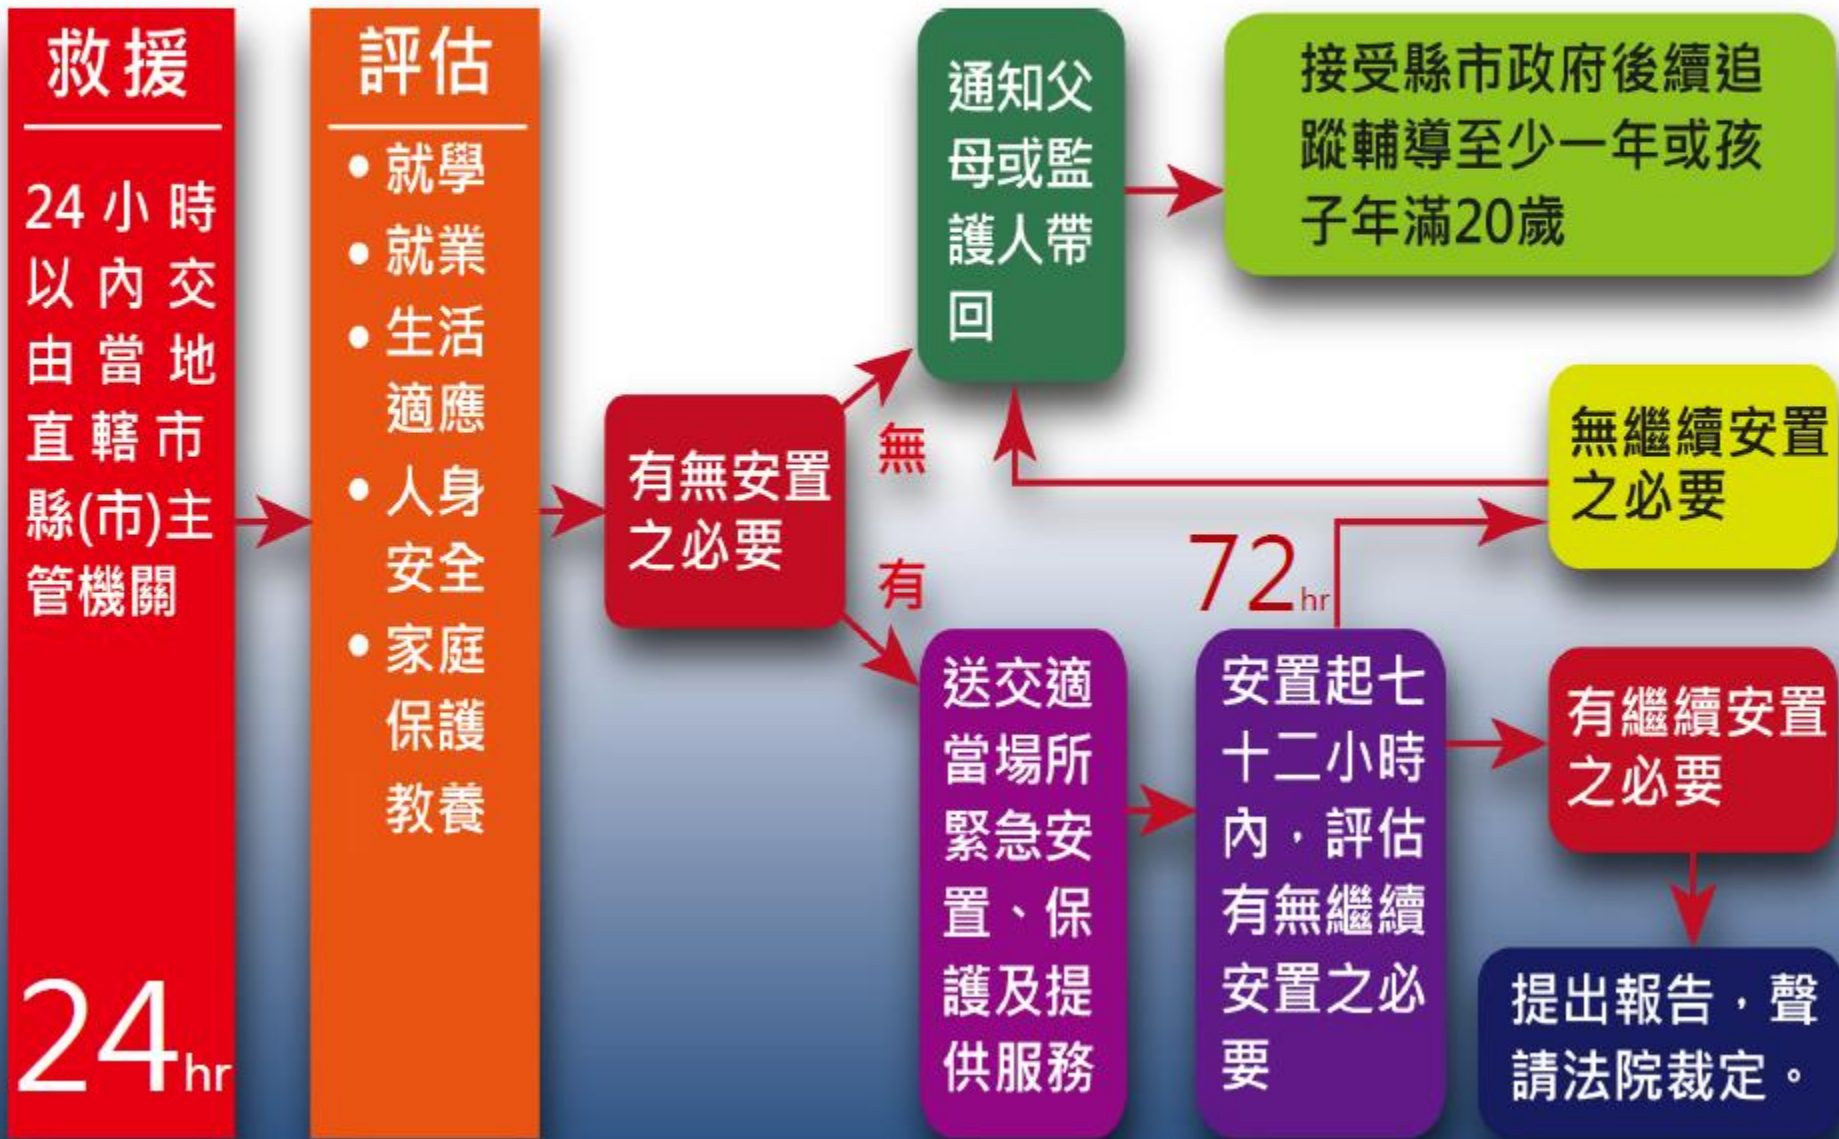 救援
24小時
以內交
由當地
直轄市
縣(市)主
管機關
24hr
評估
• 就學
• 就業
• 生活
適應
• 人身
安全
• 家庭
保護
教養
有無安置
之必要
無
有
通知父
母或監
護人帶
回
接受縣市政府後續追
蹤輔導至少一年或孩
子年滿20歲
送交適
當場所
緊急安
置、保
護及提
供服務
72hr
安置起七
十二小時
內，評估
有無繼續
安置之必
要
無繼續安置
之必要
有繼續安置
之必要
提出報告，聲
請法院裁定。